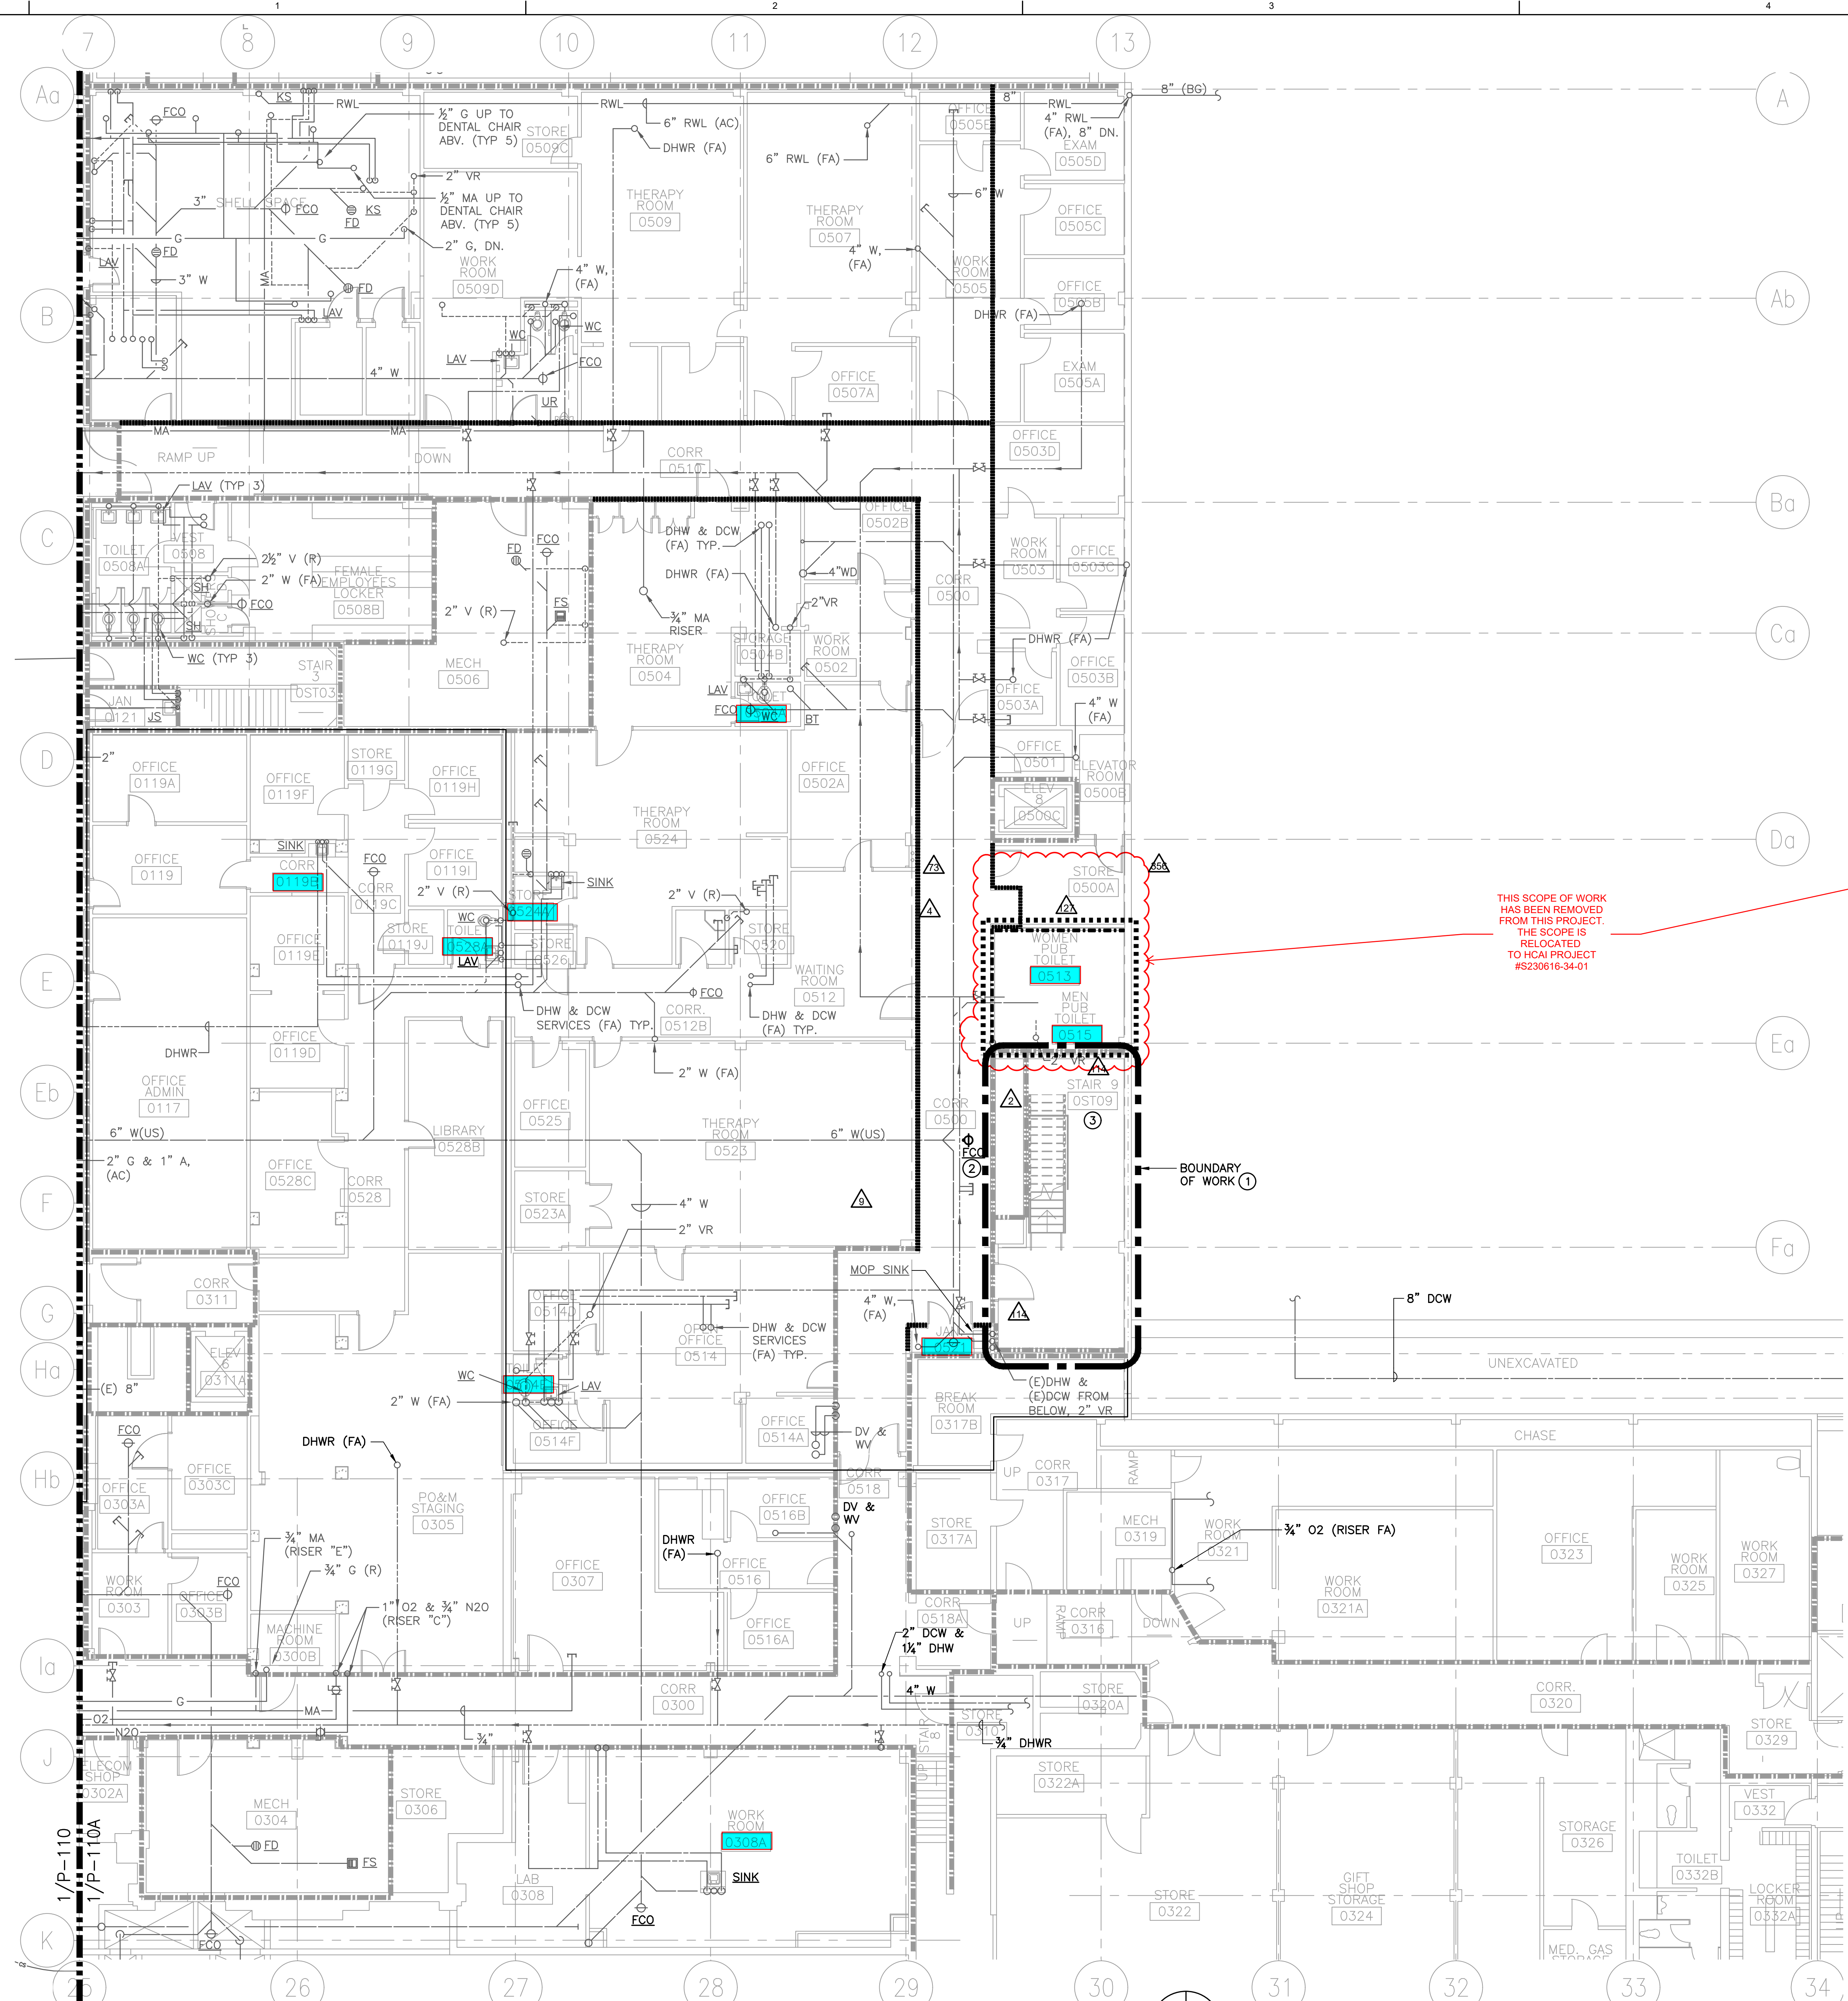 1
2
3
4
7
8
L
9
10
11
12
13
Aa
KS
RWL
RWL
8"
RWL
8" (BG)
A
FCO
½" G UP TO
DENTAL CHAIR
ABV. (TYP 5)
STORE
0509C
6" RWL (AC)
DHWR (FA)
6" RWL (FA)
4" RWL
(FA), 8" DN.
EXAM
0505D
2" VR
3"
SHELL SPACE
FCO
FD
KS
½" MA UP TO
DENTAL CHAIR
ABV. (TYP 5)
THERAPY
ROOM
0509
THERAPY
ROOM
0507
6" W
OFFICE
0505C
G
G
2" G, DN.
4" W,
(FA)
FD
LAV
3" W
MA
WORK
ROOM
0509D
4" W,
(FA)
WORK
ROOM
0505
OFFICE
0505B
FD
DHWR (FA)
Ab
B
LAV
WC
WC
LAV
FCO
4" W
UR
OFFICE
0507A
EXAM
0505A
MA
MA
RAMP UP
DOWN
CORR
0510
OFFICE
0503D
LAV (TYP 3)
Ba
C
TOILET
0508A
VEST
0508
2½" V (R)
2" W (FA)
FEMALE
EMPLOYEES
LOCKER
0508B
SH
SH
FCO
FD
FCO
DHW & DCW
(FA) TYP.
OFFICE
0502B
DHWR (FA)
4"WD
CORR
0500
WORK
ROOM
0503
OFFICE
0503C
FS
2" V (R)
¾" MA
RISER
2"VR
DHWR (FA)
Ca
WC (TYP 3)
STAIR
3
0ST03
MECH
0506
THERAPY
ROOM
0504
STORAGE
0504B
WORK
ROOM
0502
OFFICE
0503B
JAN
0121
JS
LAV
FCO
WC
BT
OFFICE
0503A
4" W
(FA)
D
2"
OFFICE
0119A
OFFICE
0119F
STORE
0119G
OFFICE
0119H
OFFICE
0502A
OFFICE
0501
ELEVATOR
ROOM
0500B
ELEV
8
0500C
THERAPY
ROOM
0524
Da
OFFICE
0119
SINK
CORR
0119B
FCO
CORR
0119C
OFFICE
0119I
2" V (R)
SINK
73
356
STORE
0500A
0524A
2" V (R)
4
127
WC
STORE
0119J
0528A
LAV
STORE
0526
STORE
0520
OFFICE
0119E
WOMEN
PUB
TOILET
0513
THIS SCOPE OF WORK
HAS BEEN REMOVED
FROM THIS PROJECT.
THE SCOPE IS
RELOCATED
TO HCAI PROJECT
#S230616-34-01
E
WAITING
ROOM
0512
MEN
PUB
TOILET
0515
FCO
DHW & DCW
SERVICES (FA) TYP.
CORR.
0512B
DHW & DCW
(FA) TYP.
DHWR
OFFICE
0119D
2" VR
Ea
2" W (FA)
114
Eb
OFFICE
ADMIN
0117
OFFICE
0525
THERAPY
ROOM
0523
CORR
0500
2
STAIR 9
0ST09
3
6" W(US)
LIBRARY
0528B
6" W(US)
FCO
2
2" G & 1" A,
(AC)
OFFICE
0528C
CORR
0528
BOUNDARY
OF WORK 1
F
STORE
0523A
4" W
9
2" VR
Fa
MOP SINK
CORR
0311
4" W,
(FA)
G
OFFICE
0514D
OPEN
OFFICE
0514
DHW & DCW
SERVICES
(FA) TYP.
114
8" DCW
Ha
ELEV
6
0311A
UNEXCAVATED
(E) 8"
WC
LAV
2" W (FA)
(E)DHW &
(E)DCW FROM
BELOW, 2" VR
BREAK
ROOM
0317B
FCO
DHWR (FA)
OFFICE
0514F
OFFICE
0514A
DV &
WV
CHASE
Hb
OFFICE
0303A
OFFICE
0303C
PO&M
STAGING
0305
OFFICE
0516B
CORR
0518
UP
CORR
0317
RAMP
DV &
WV
¾" MA
(RISER "E")
¾" G (R)
DHWR
(FA)
STORE
0317A
MECH
0319
WORK
ROOM
0321
¾" O2 (RISER FA)
OFFICE
0323
WORK
ROOM
0325
WORK
ROOM
0327
WORK
ROOM
0303
FCO
OFFICE
0303B
OFFICE
0307
OFFICE
0516
WORK
ROOM
0321A
1" O2 & ¾" N2O
(RISER "C")
MACHINE
ROOM
0300B
OFFICE
0516A
CORR
0518A
UP
RAMP
CORR
0316
DOWN
2" DCW &
1¼" DHW
Ia
G
MA
CORR
0300
4" W
STORE
0320A
CORR.
0320
O2
N2O
¾"
STORE
0310
¾" DHWR
STORE
0329
J
SHOP
0302A
UP
STAIR
8
STORE
0322A
MECH
0304
STORE
0306
WORK
ROOM
0308A
VEST
0332
STORAGE
0326
1/P-110
1/P-110A
FD
FS
SINK
LAB
0308
TOILET
0332B
STORE
0322
GIFT
SHOP
STORAGE
0324
LOCKER
ROOM
0332A
K
FCO
FCO
MED. GAS
25
26
27
28
29
30
31
32
33
34